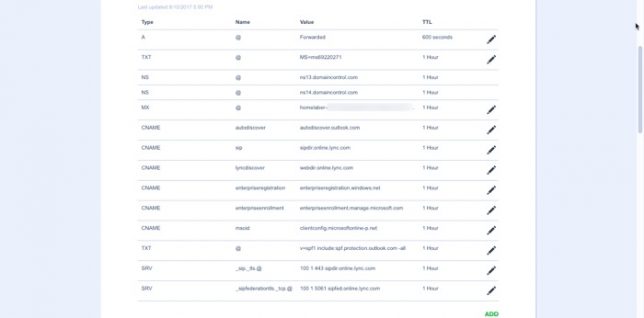 Last updated 8/10/2017 5:50 PM
Type Name Value TTL
A @ Forwarded 600 seconds
TXT @ MS=ms69220271 1 Hour
NS @ ns13.domaincontrol.com 1 Hour
NS @ ns14.domaincontrol.com 1 Hour
MX @ homelaber- 1 Hour
CNAME autodiscover autodiscover.outlook.com 1 Hour
CNAME sip sipdir.online.lync.com 1 Hour
CNAME lyncdiscover webdir.online.lync.com 1 Hour
CNAME enterpriseregistration enterpriseregistration.windows.net 1 Hour
CNAME enterpriseenrollment enterpriseenrollment.manage.microsoft.com 1 Hour
CNAME msoid clientconfig.microsoftonline-p.net 1 Hour
TXT @ v=spf1 include:spf.protection.outlook.com -all 1 Hour
SRV _sip._tls.@ 100 1 443 sipdir.online.lync.com 1 Hour
SRV _sipfederationtls._tcp.@ 100 1 5061 sipfed.online.lync.com 1 Hour
ADD